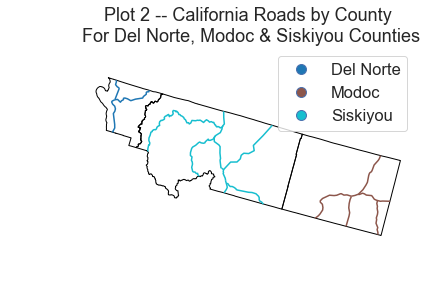 Plot 2 -- California Roads by County
For Del Norte, Modoc & Siskiyou Counties
Del Norte
Modoc
Siskiyou